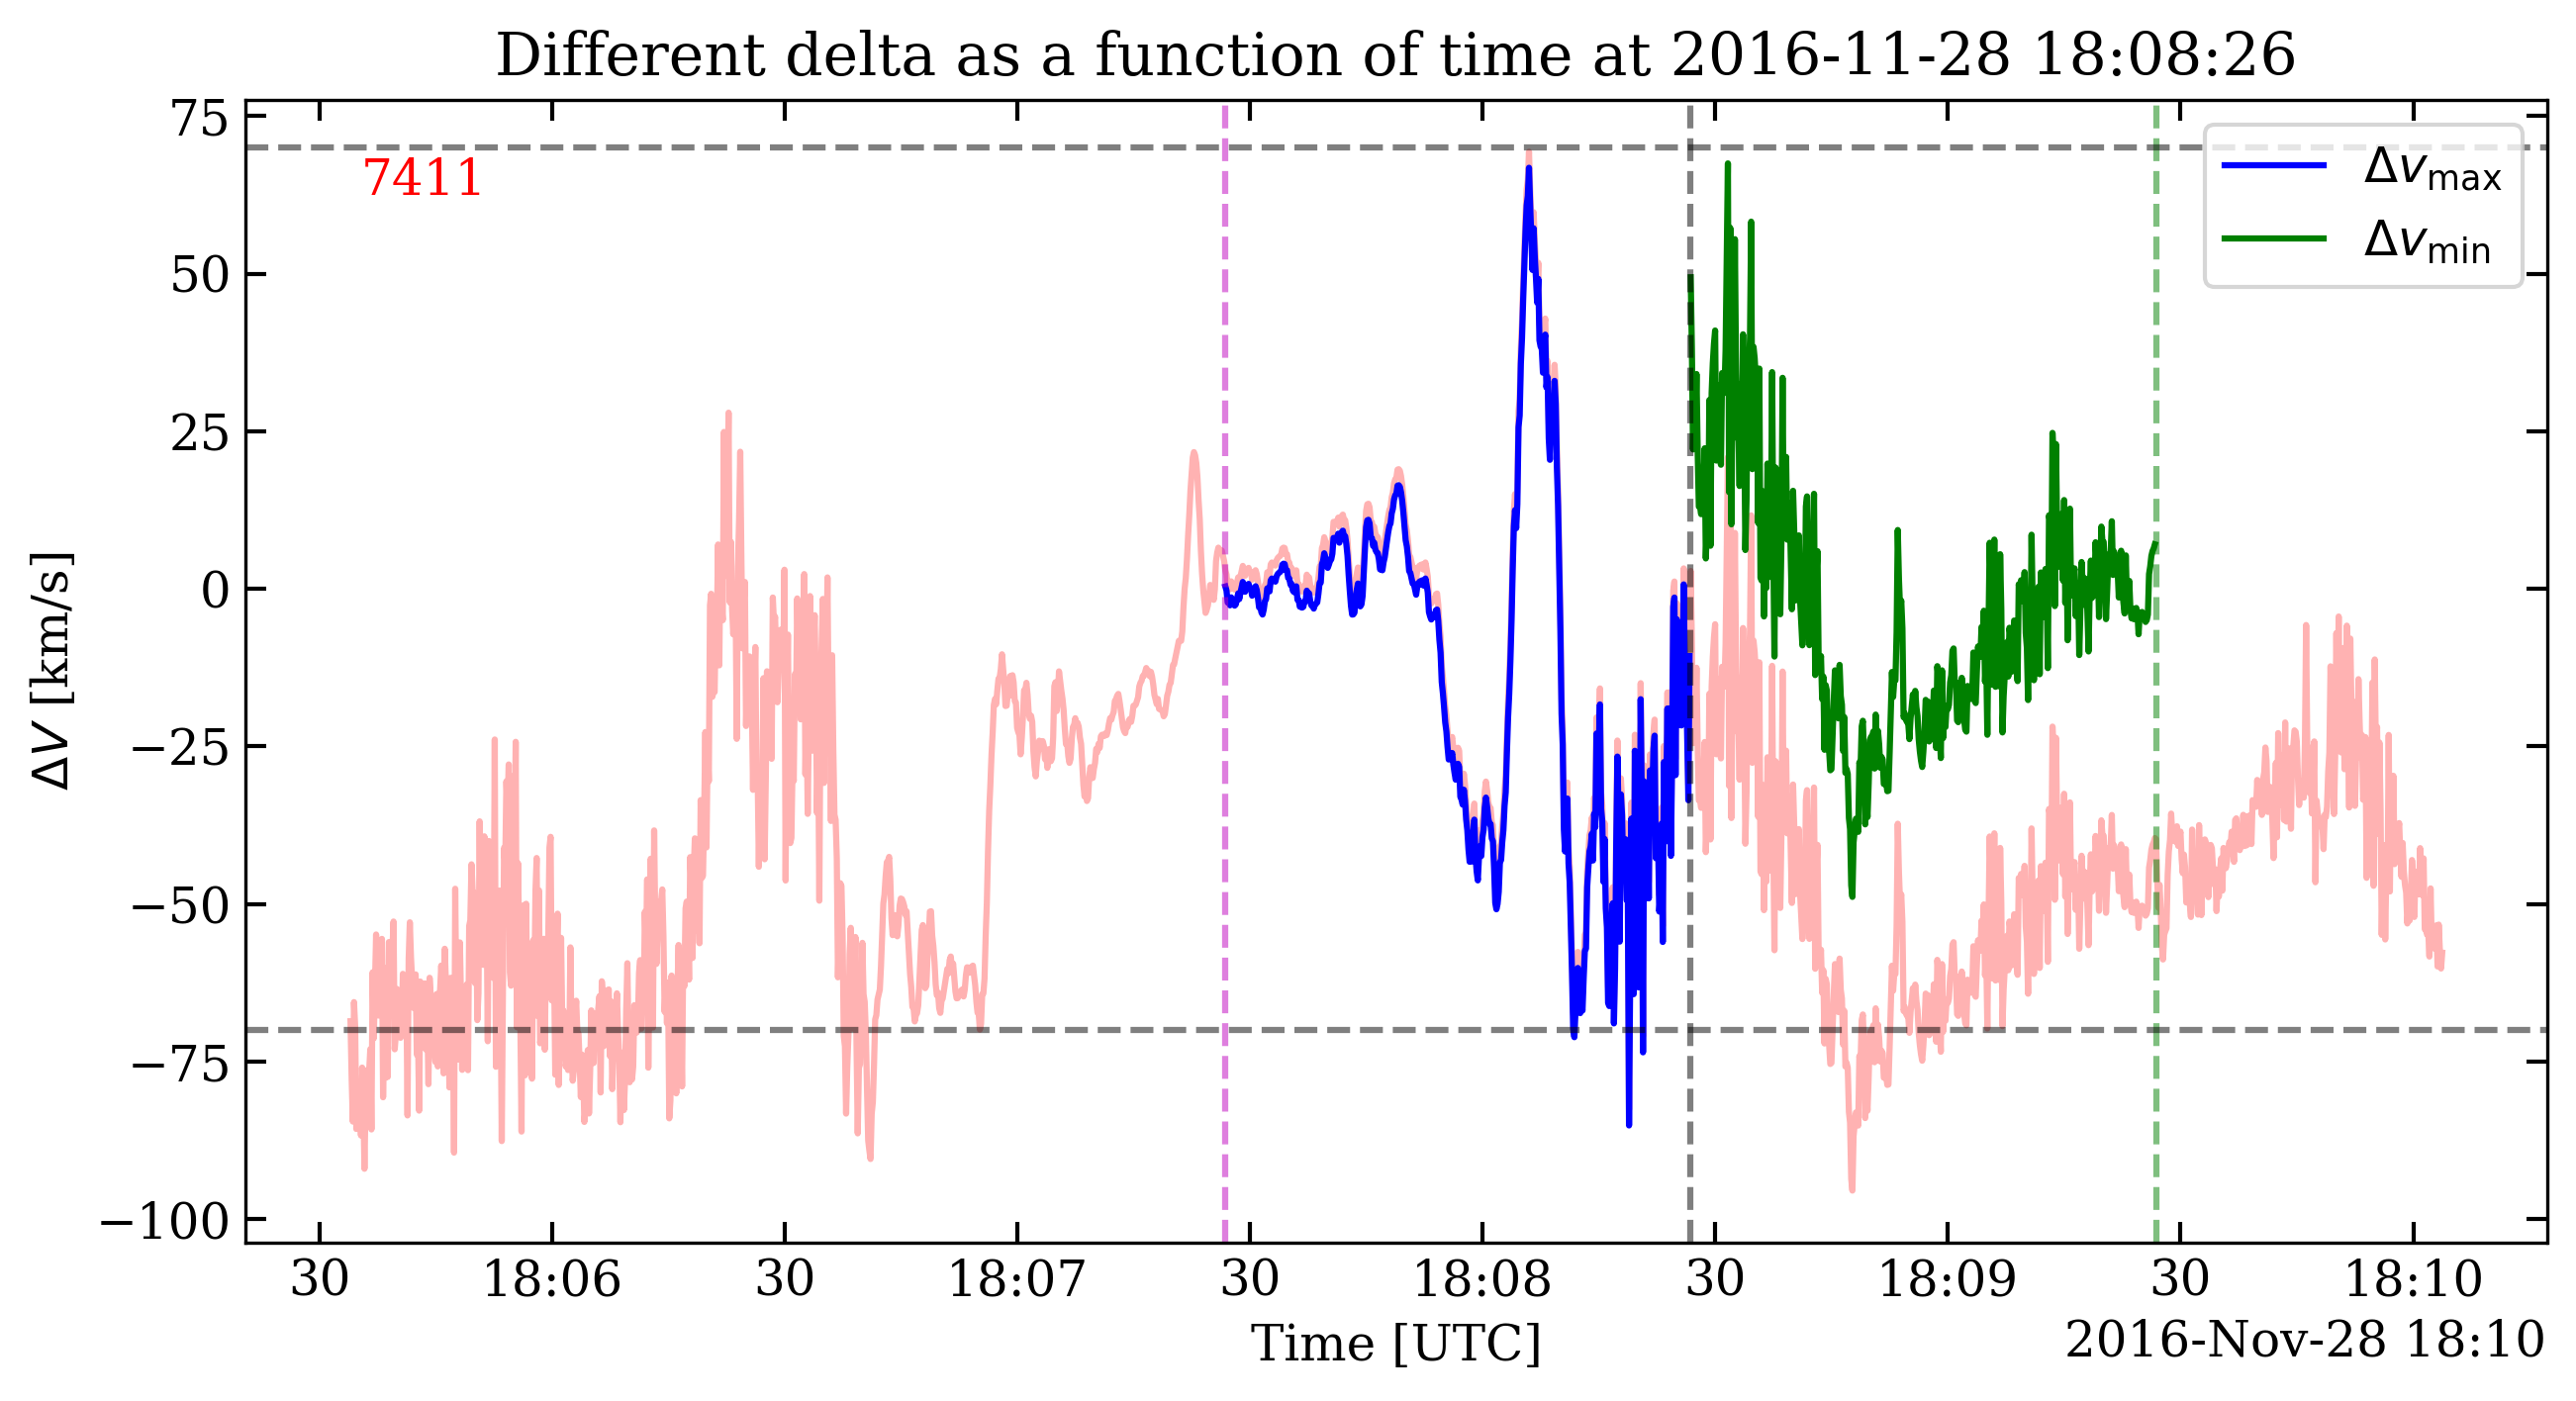 Different delta as a function of time at 2016-11-28 18:08:26
75
50
25
0
−25
−50
−75
−100
ΔV [km/s]
7411
Δv_max
Δv_min
30 18:06 30 18:07 30 18:08 30 18:09 30 18:10
Time [UTC]
2016-Nov-28 18:10